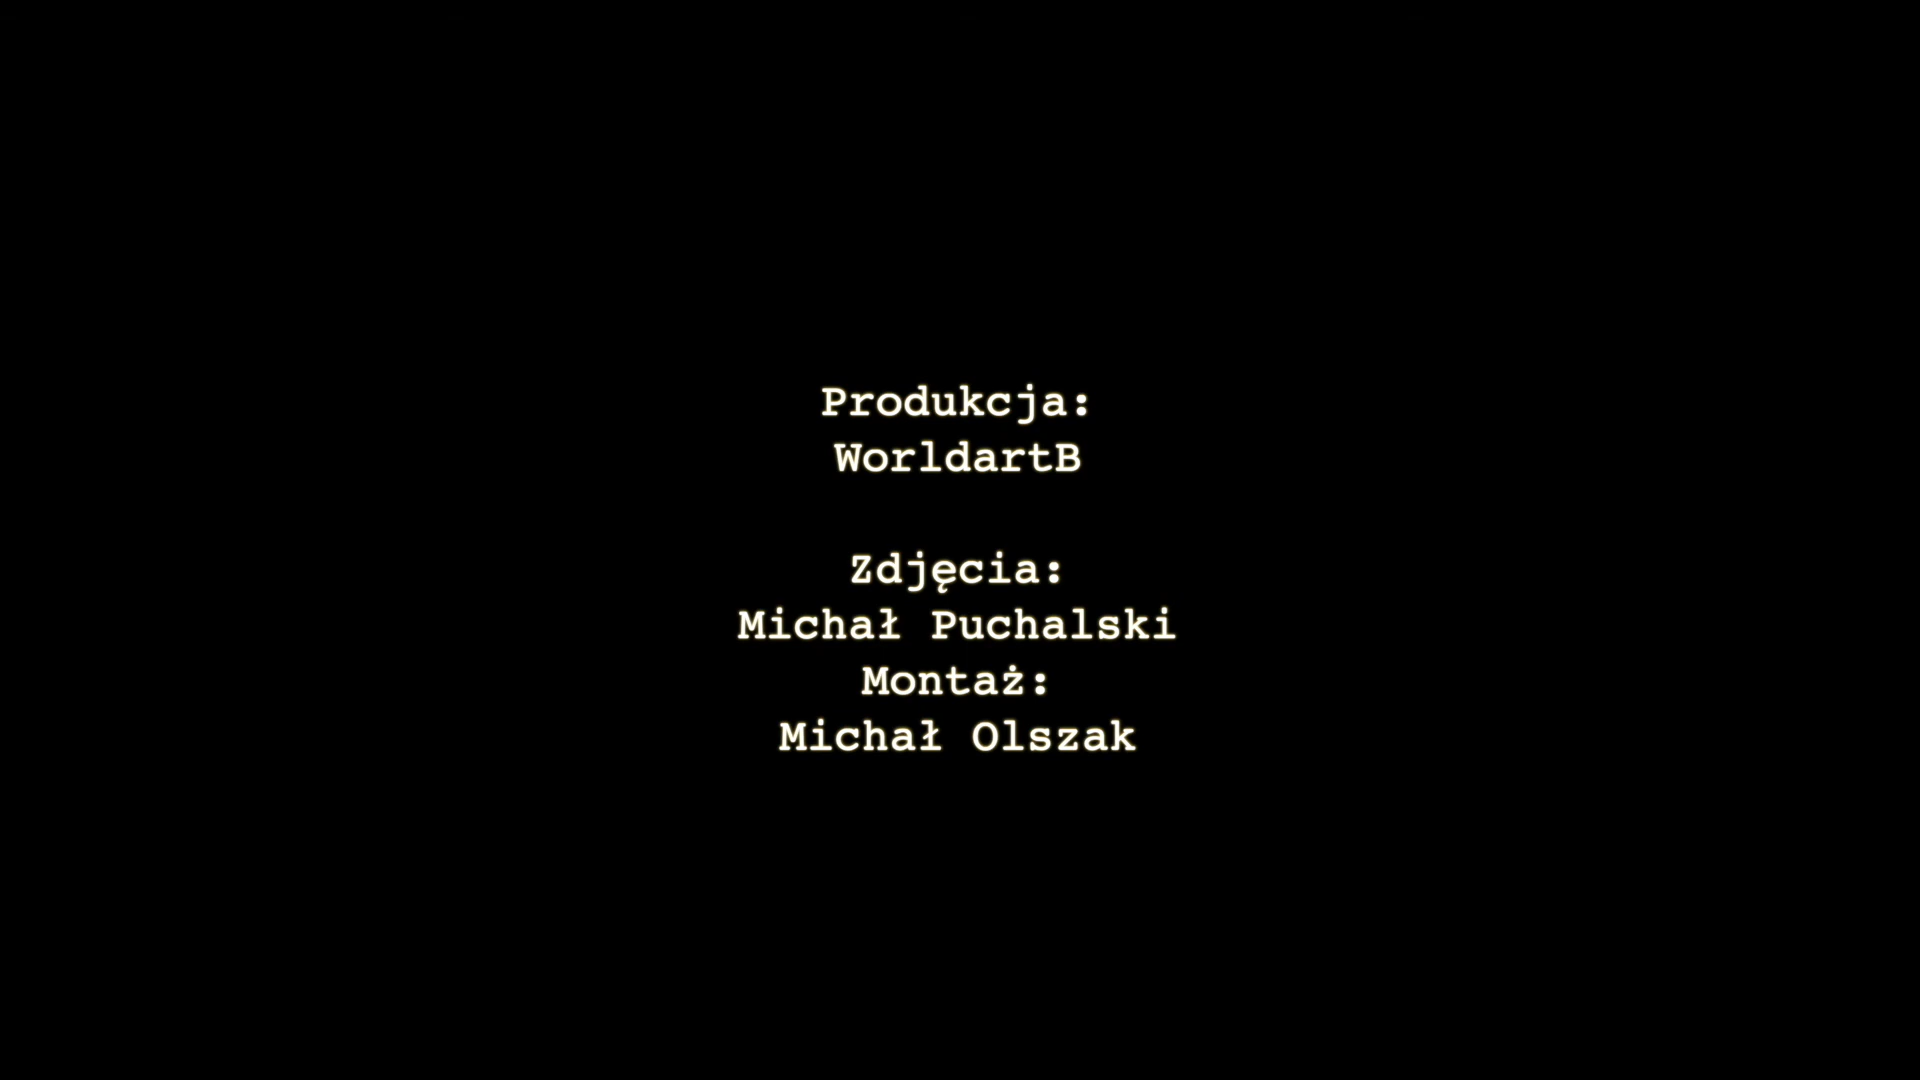 Produkcja:
WorldartB
Zdjęcia:
Michał Puchalski
Montaż:
Michał Olszak